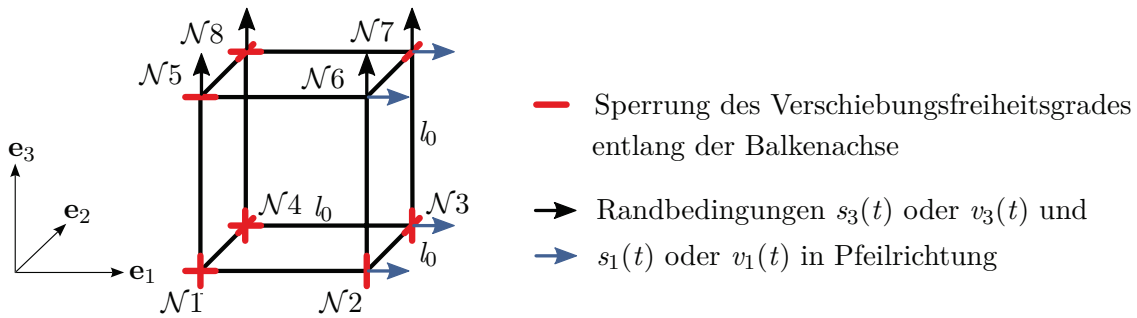 𝒩8
𝒩7
𝒩5
𝒩6
l₀
Sperrung des Verschiebungsfreiheitsgrades
entlang der Balkenachse
e₃
e₂
𝒩4
l₀
𝒩3
Randbedingungen s₃(t) oder v₃(t) und
l₀
s₁(t) oder v₁(t) in Pfeilrichtung
e₁
𝒩1
𝒩2